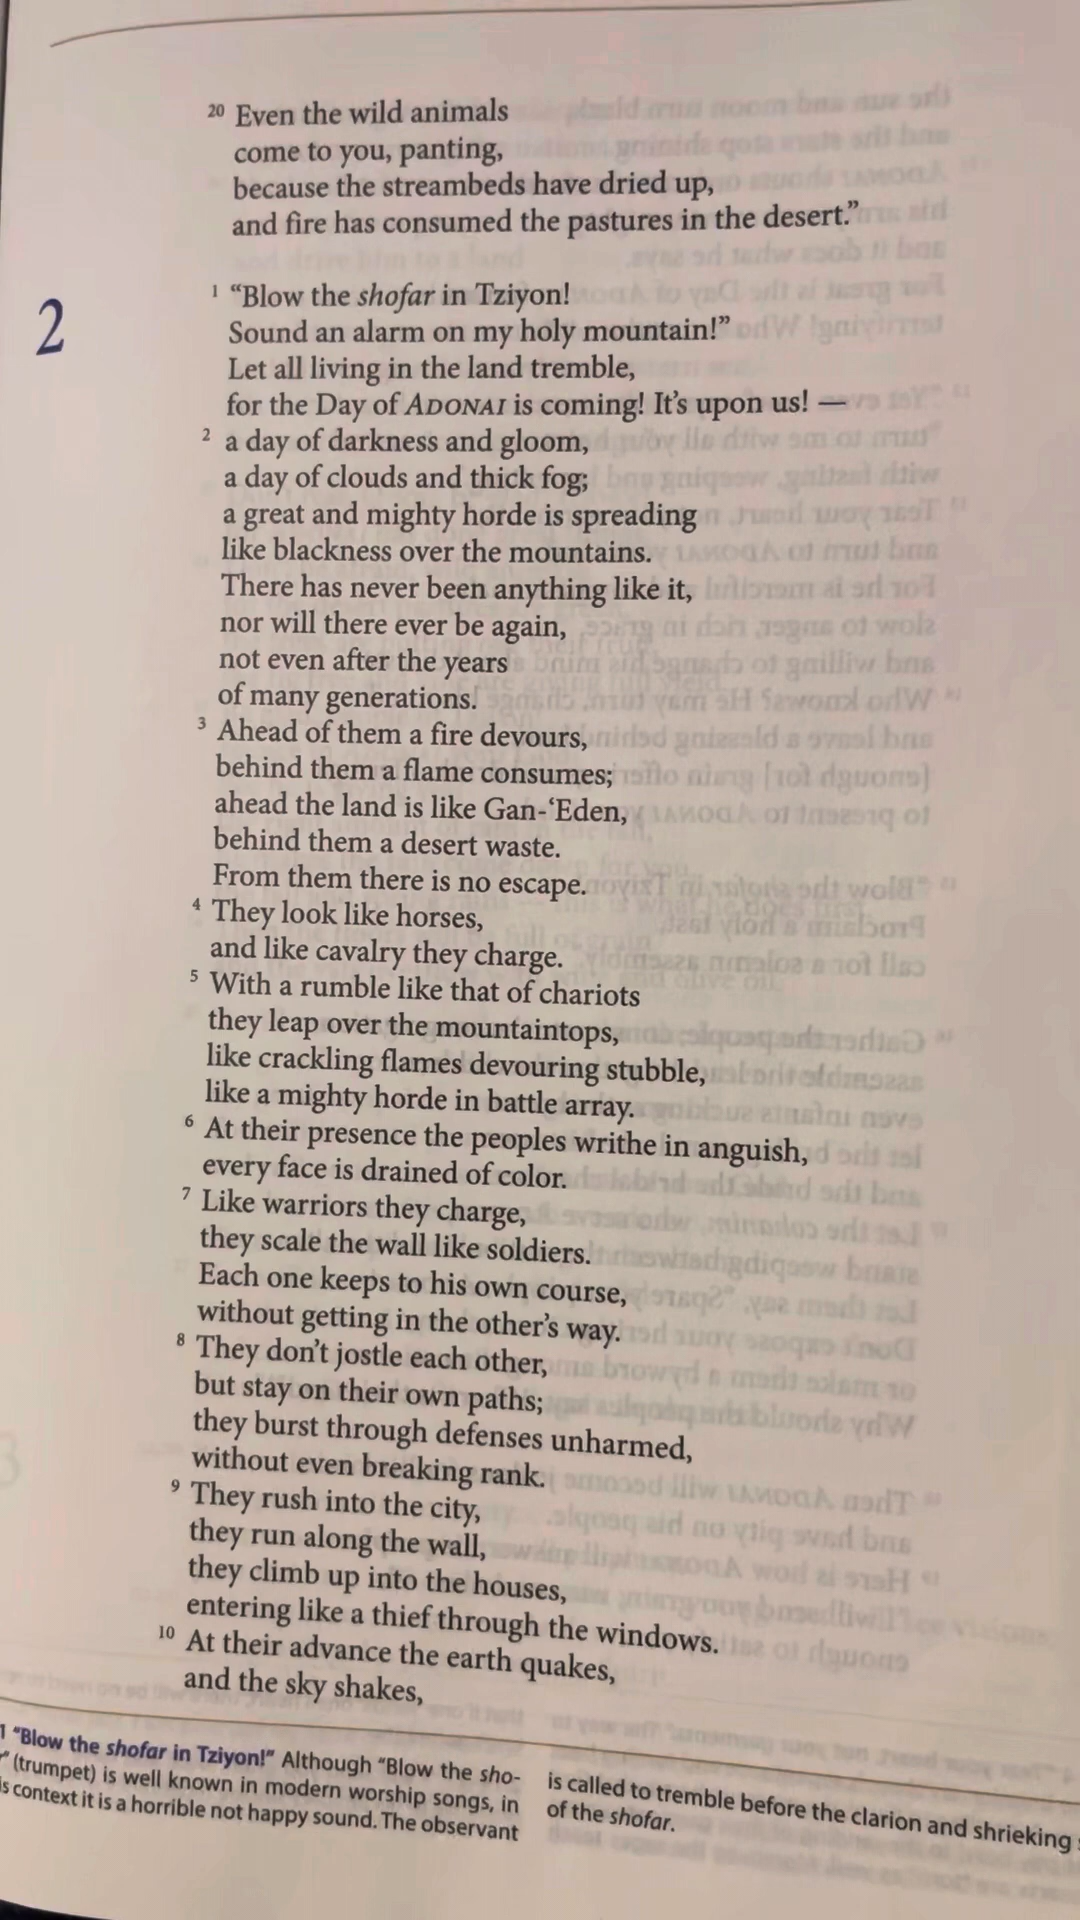 20 Even the wild animals
come to you, panting,
because the streambeds have dried up,
and fire has consumed the pastures in the desert.”
2
1 “Blow the shofar in Tziyon!
Sound an alarm on my holy mountain!”
Let all living in the land tremble,
for the Day of ADONAI is coming! It’s upon us! —
2 a day of darkness and gloom,
a day of clouds and thick fog;
a great and mighty horde is spreading
like blackness over the mountains.
There has never been anything like it,
nor will there ever be again,
not even after the years
of many generations.
3 Ahead of them a fire devours,
behind them a flame consumes;
ahead the land is like Gan-‘Eden,
behind them a desert waste.
From them there is no escape.
4 They look like horses,
and like cavalry they charge.
5 With a rumble like that of chariots
they leap over the mountaintops,
like crackling flames devouring stubble,
like a mighty horde in battle array.
6 At their presence the peoples writhe in anguish,
every face is drained of color.
7 Like warriors they charge,
they scale the wall like soldiers.
Each one keeps to his own course,
without getting in the other’s way.
8 They don’t jostle each other,
but stay on their own paths;
they burst through defenses unharmed,
without even breaking rank.
9 They rush into the city,
they run along the wall,
they climb up into the houses,
entering like a thief through the windows.
10 At their advance the earth quakes,
and the sky shakes,
1 “Blow the shofar in Tziyon!” Although “Blow the sho-
” (trumpet) is well known in modern worship songs, in
s context it is a horrible not happy sound. The observant
is called to tremble before the clarion and shrieking
of the shofar.